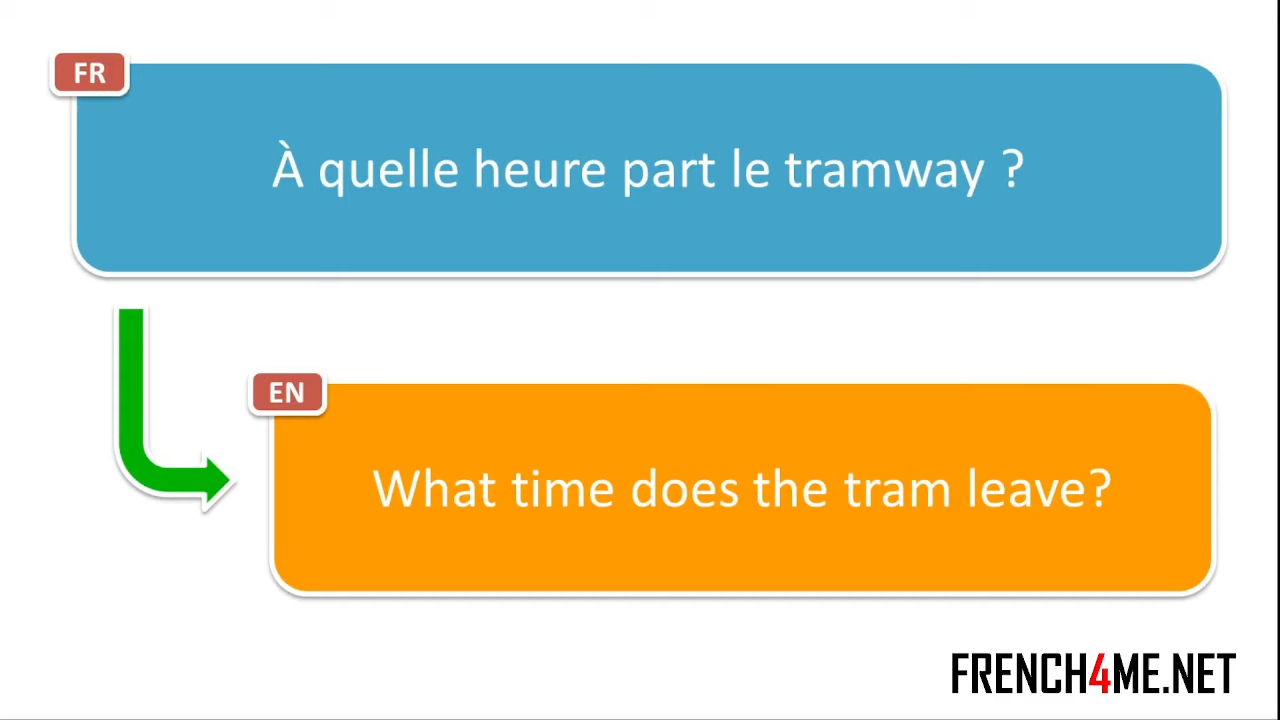 FR
À quelle heure part le tramway ?
EN
What time does the tram leave?
FRENCH4ME.NET